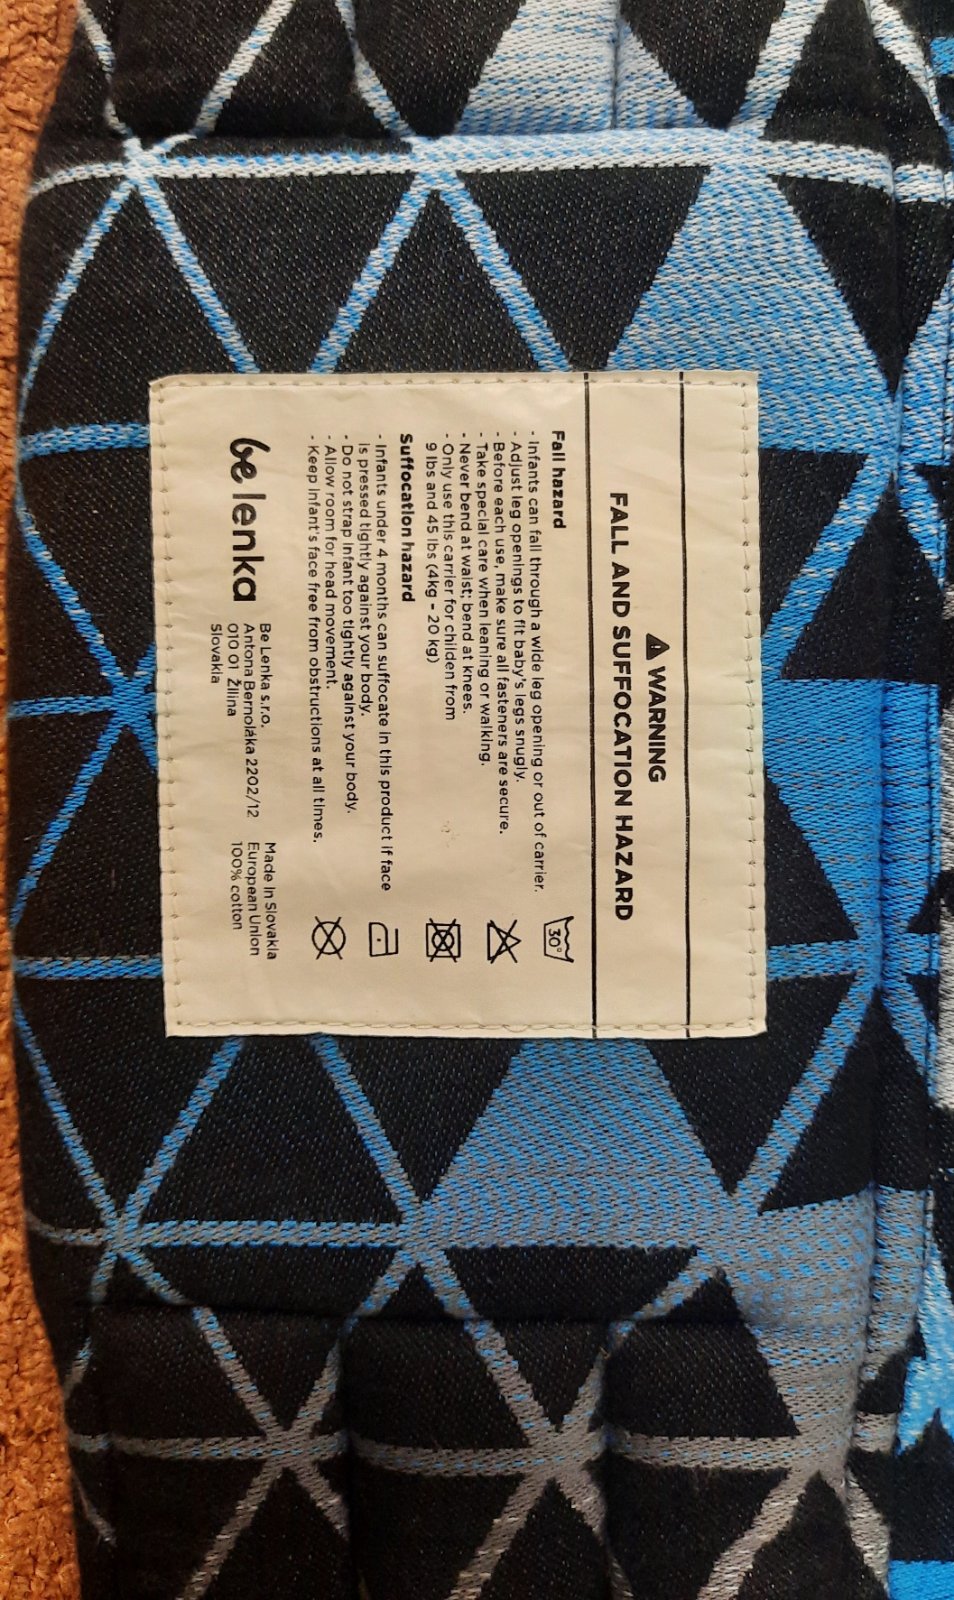 WARNING
FALL AND SUFFOCATION HAZARD
Fall hazard
- Infants can fall through a wide leg opening or out of carrier.
- Adjust leg openings to fit baby's legs snugly.
- Before each use, make sure all fasteners are secure.
- Take special care when leaning or walking.
- Never bend at waist; bend at knees.
- Only use this carrier for childen from
9 lbs and 45 lbs (4kg - 20 kg)
Suffocation hazard
- Infants under 4 months can suffocate in this product if face
is pressed tightly against your body.
- Do not strap infant too tightly against your body.
- Allow room for head movement.
- Keep infant's face free from obstructions at all times.
30°
be lenka
Be Lenka s.r.o.
Antona Bernoláka 2202/12
010 01 Žilina
Slovakia
Made in Slovakia
European Union
100% cotton